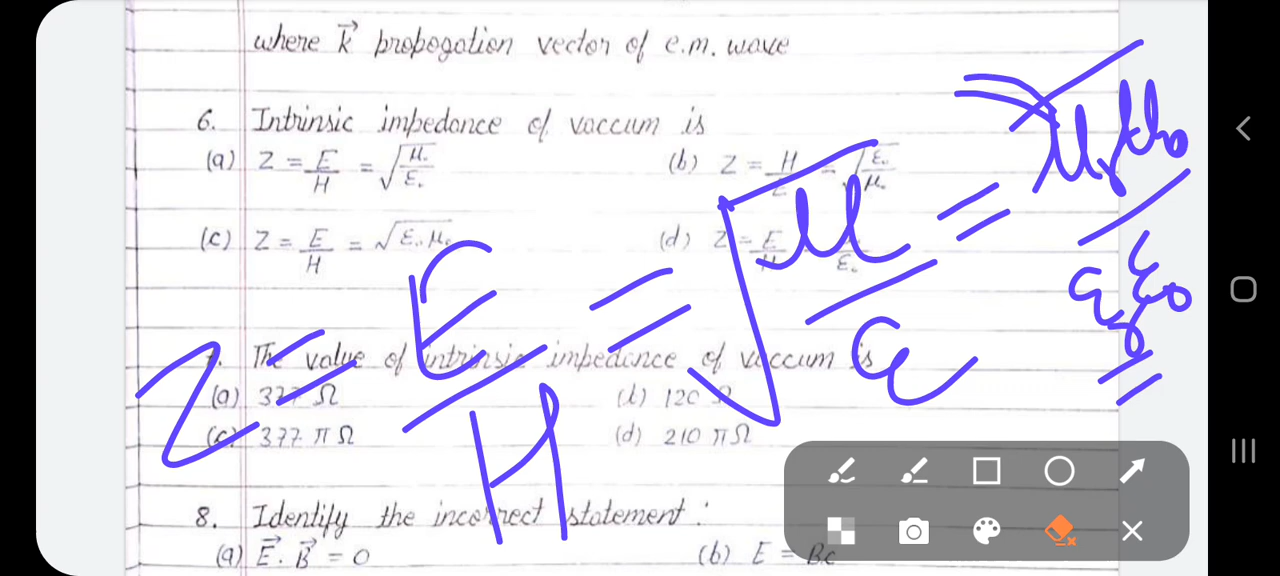 where k⃗ propogation vector of e.m. wave
6. Intrinsic impedance of vaccum is
(a) Z = E/H = √(μ₀/ε₀) (b) Z = H/E = √(ε₀/μ₀)
(c) Z = E/H = √(ε₀μ₀) (d) Z = E/H
Z = E/H = √(μ/ε) = √(μᵣμ₀/εᵣε₀)
7. The value of intrinsic impedance of vaccum is
(a) 377 Ω (b) 120 Ω
(c) 377 π Ω (d) 210 π Ω
8. Identify the incorrect statement :
(a) E⃗ . B⃗ = 0 (b) E = Bc